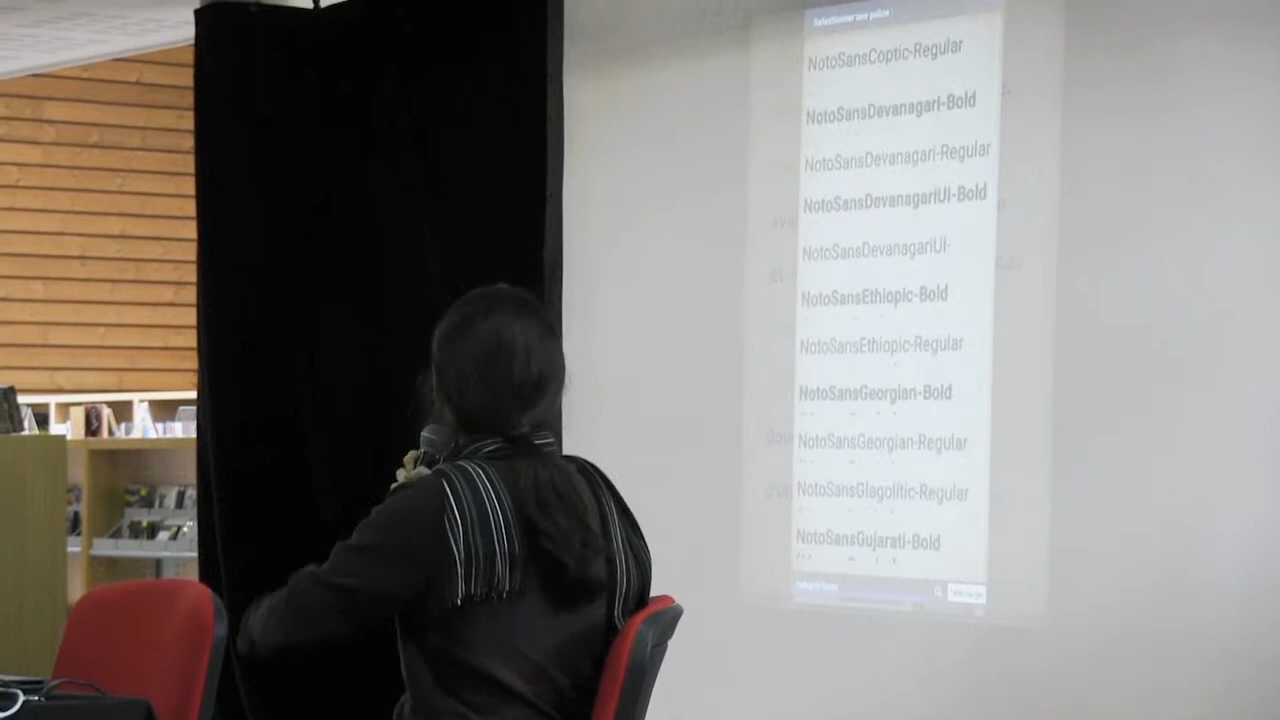 Sélectionner une police
NotoSansCoptic-Regular
NotoSansDevanagari-Bold
NotoSansDevanagari-Regular
NotoSansDevanagariUI-Bold
NotoSansDevanagariUI-
NotoSansEthiopic-Bold
NotoSansEthiopic-Regular
NotoSansGeorgian-Bold
NotoSansGeorgian-Regular
NotoSansGlagolitic-Regular
NotoSansGujarati-Bold